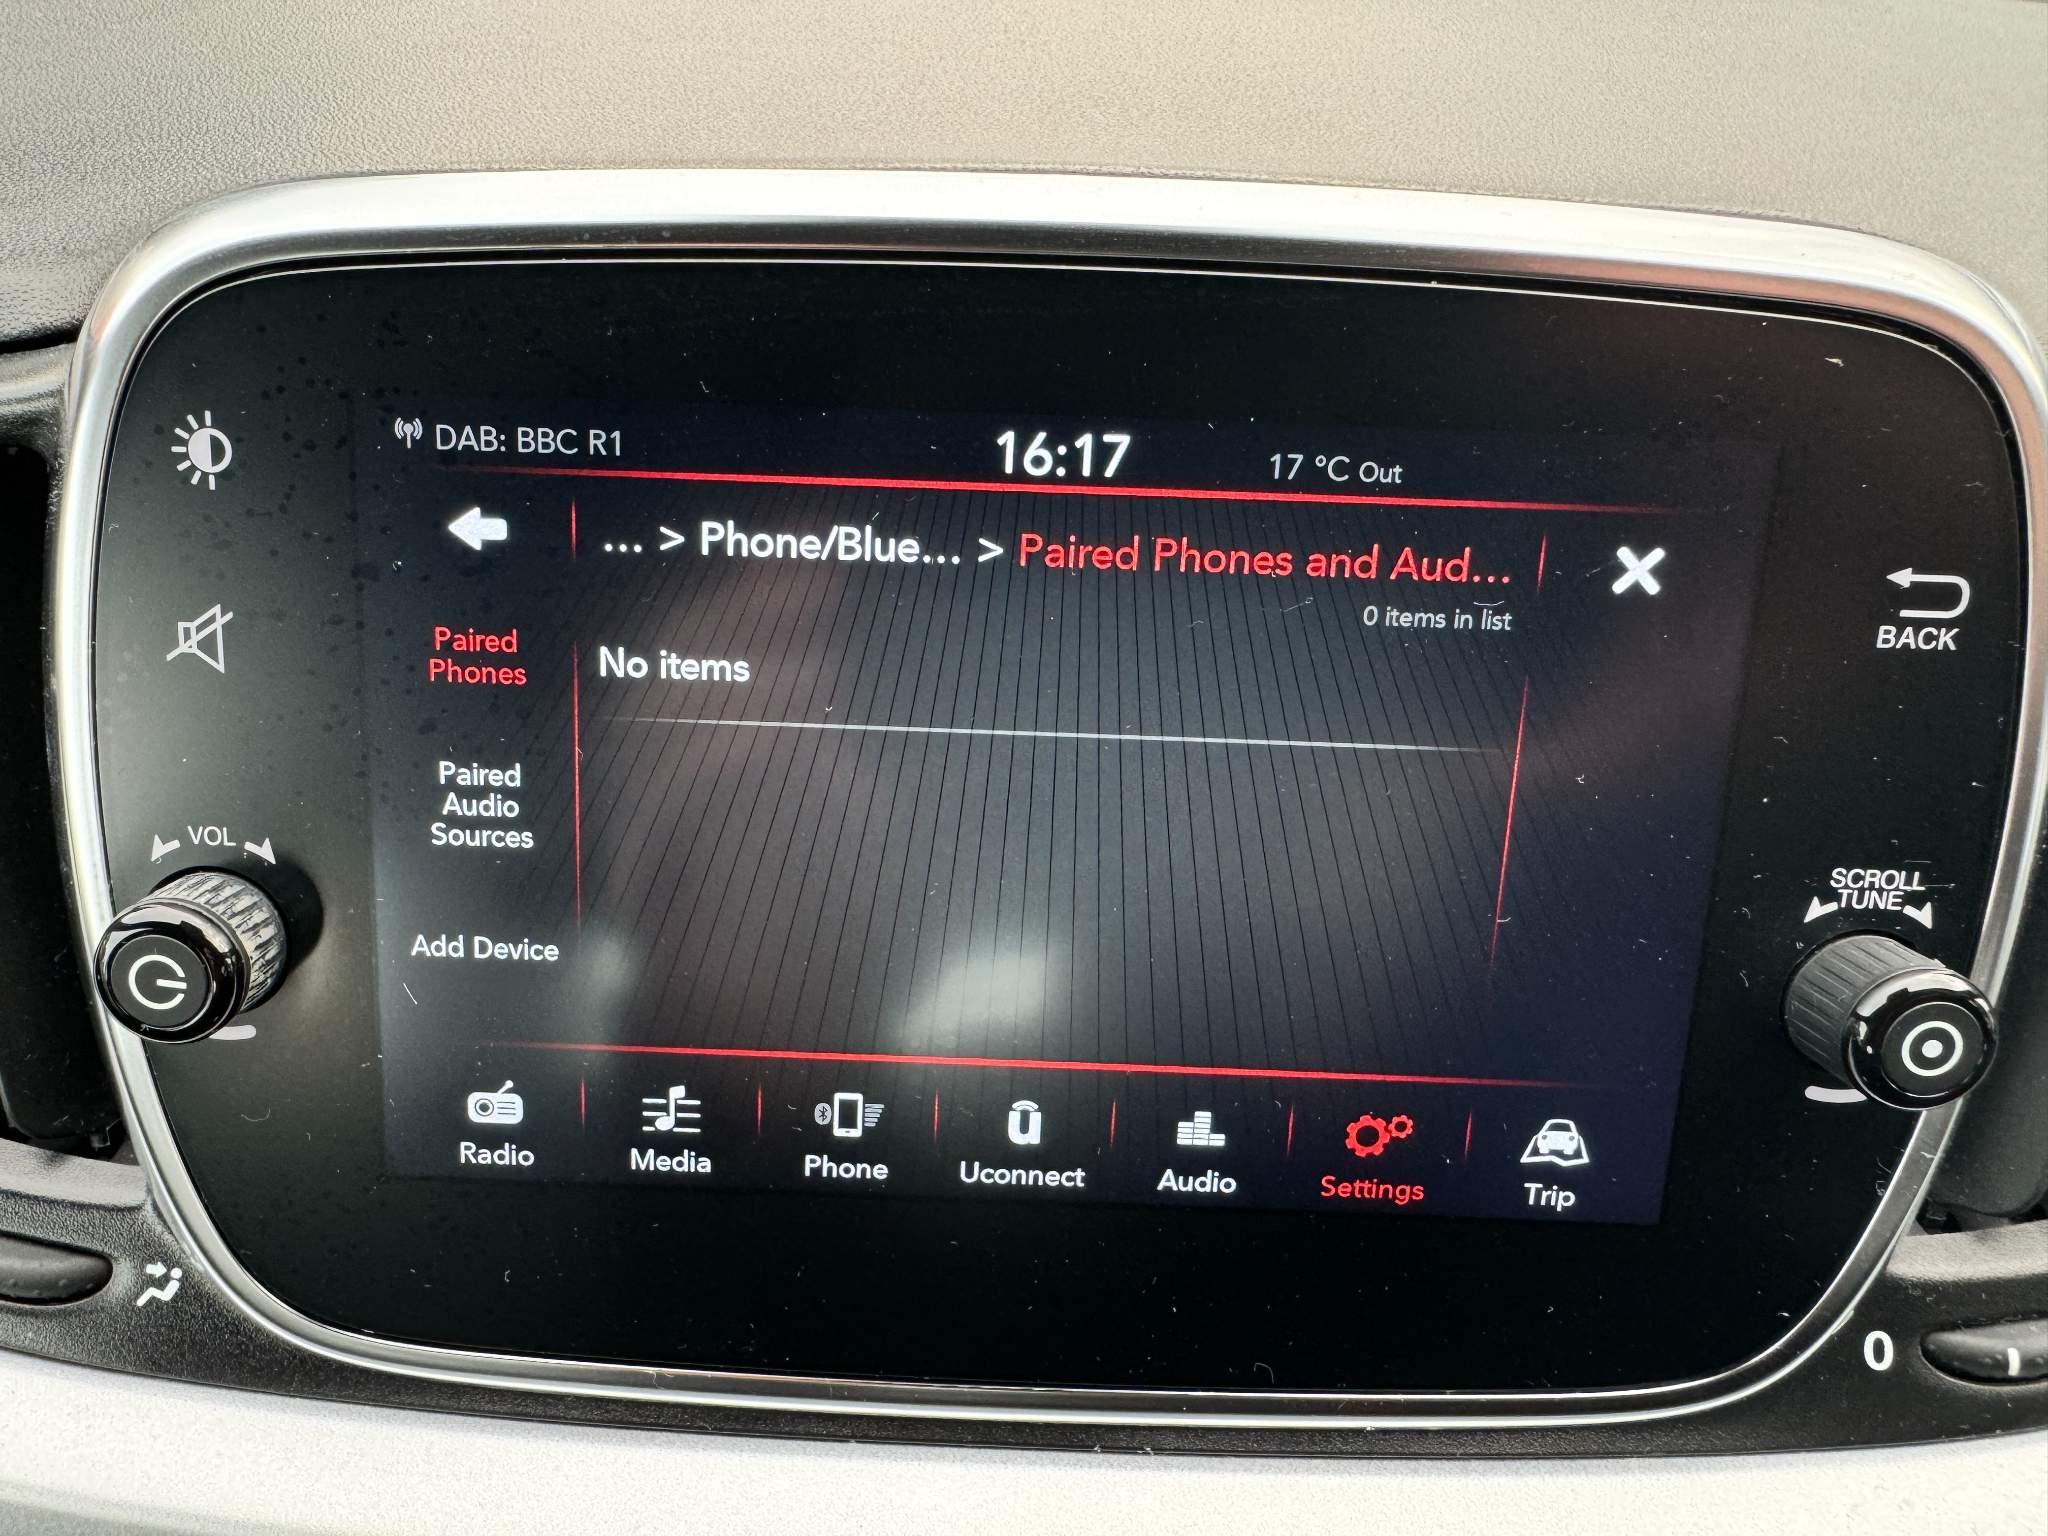 DAB: BBC R1 16:17 17 °C Out
... > Phone/Blue... > Paired Phones and Aud...
0 items in list
BACK
Paired
Phones
No items
Paired
Audio
Sources
VOL
SCROLL
TUNE
Add Device
Radio Media Phone Uconnect Audio Settings Trip
0